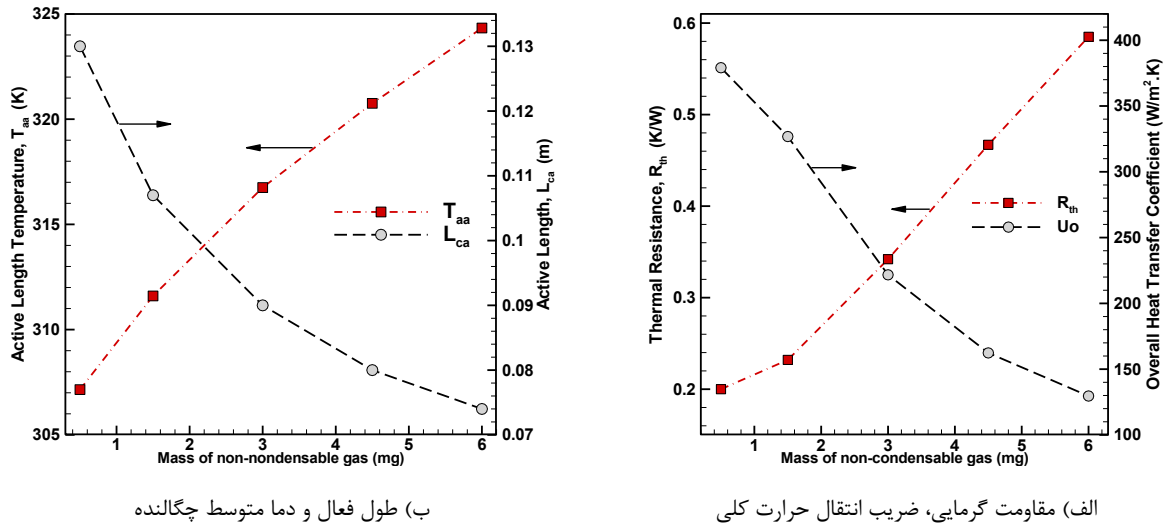 325
320
315
310
305
Active Length Temperature, Taa (K)
0.13
0.12
0.11
0.1
0.09
0.08
0.07
Active Length, Lca (m)
Taa
Lca
1 2 3 4 5 6
Mass of non-nondensable gas (mg)
ب) طول فعال و دما متوسط چگالنده
0.6
0.5
0.4
0.3
0.2
Thermal Resistance, Rth (K/W)
400
350
300
250
200
150
100
Overall Heat Transfer Coefficient (W/m².K)
Rth
Uo
1 2 3 4 5 6
Mass of non-condensable gas (mg)
الف) مقاومت گرمایی، ضریب انتقال حرارت کلی